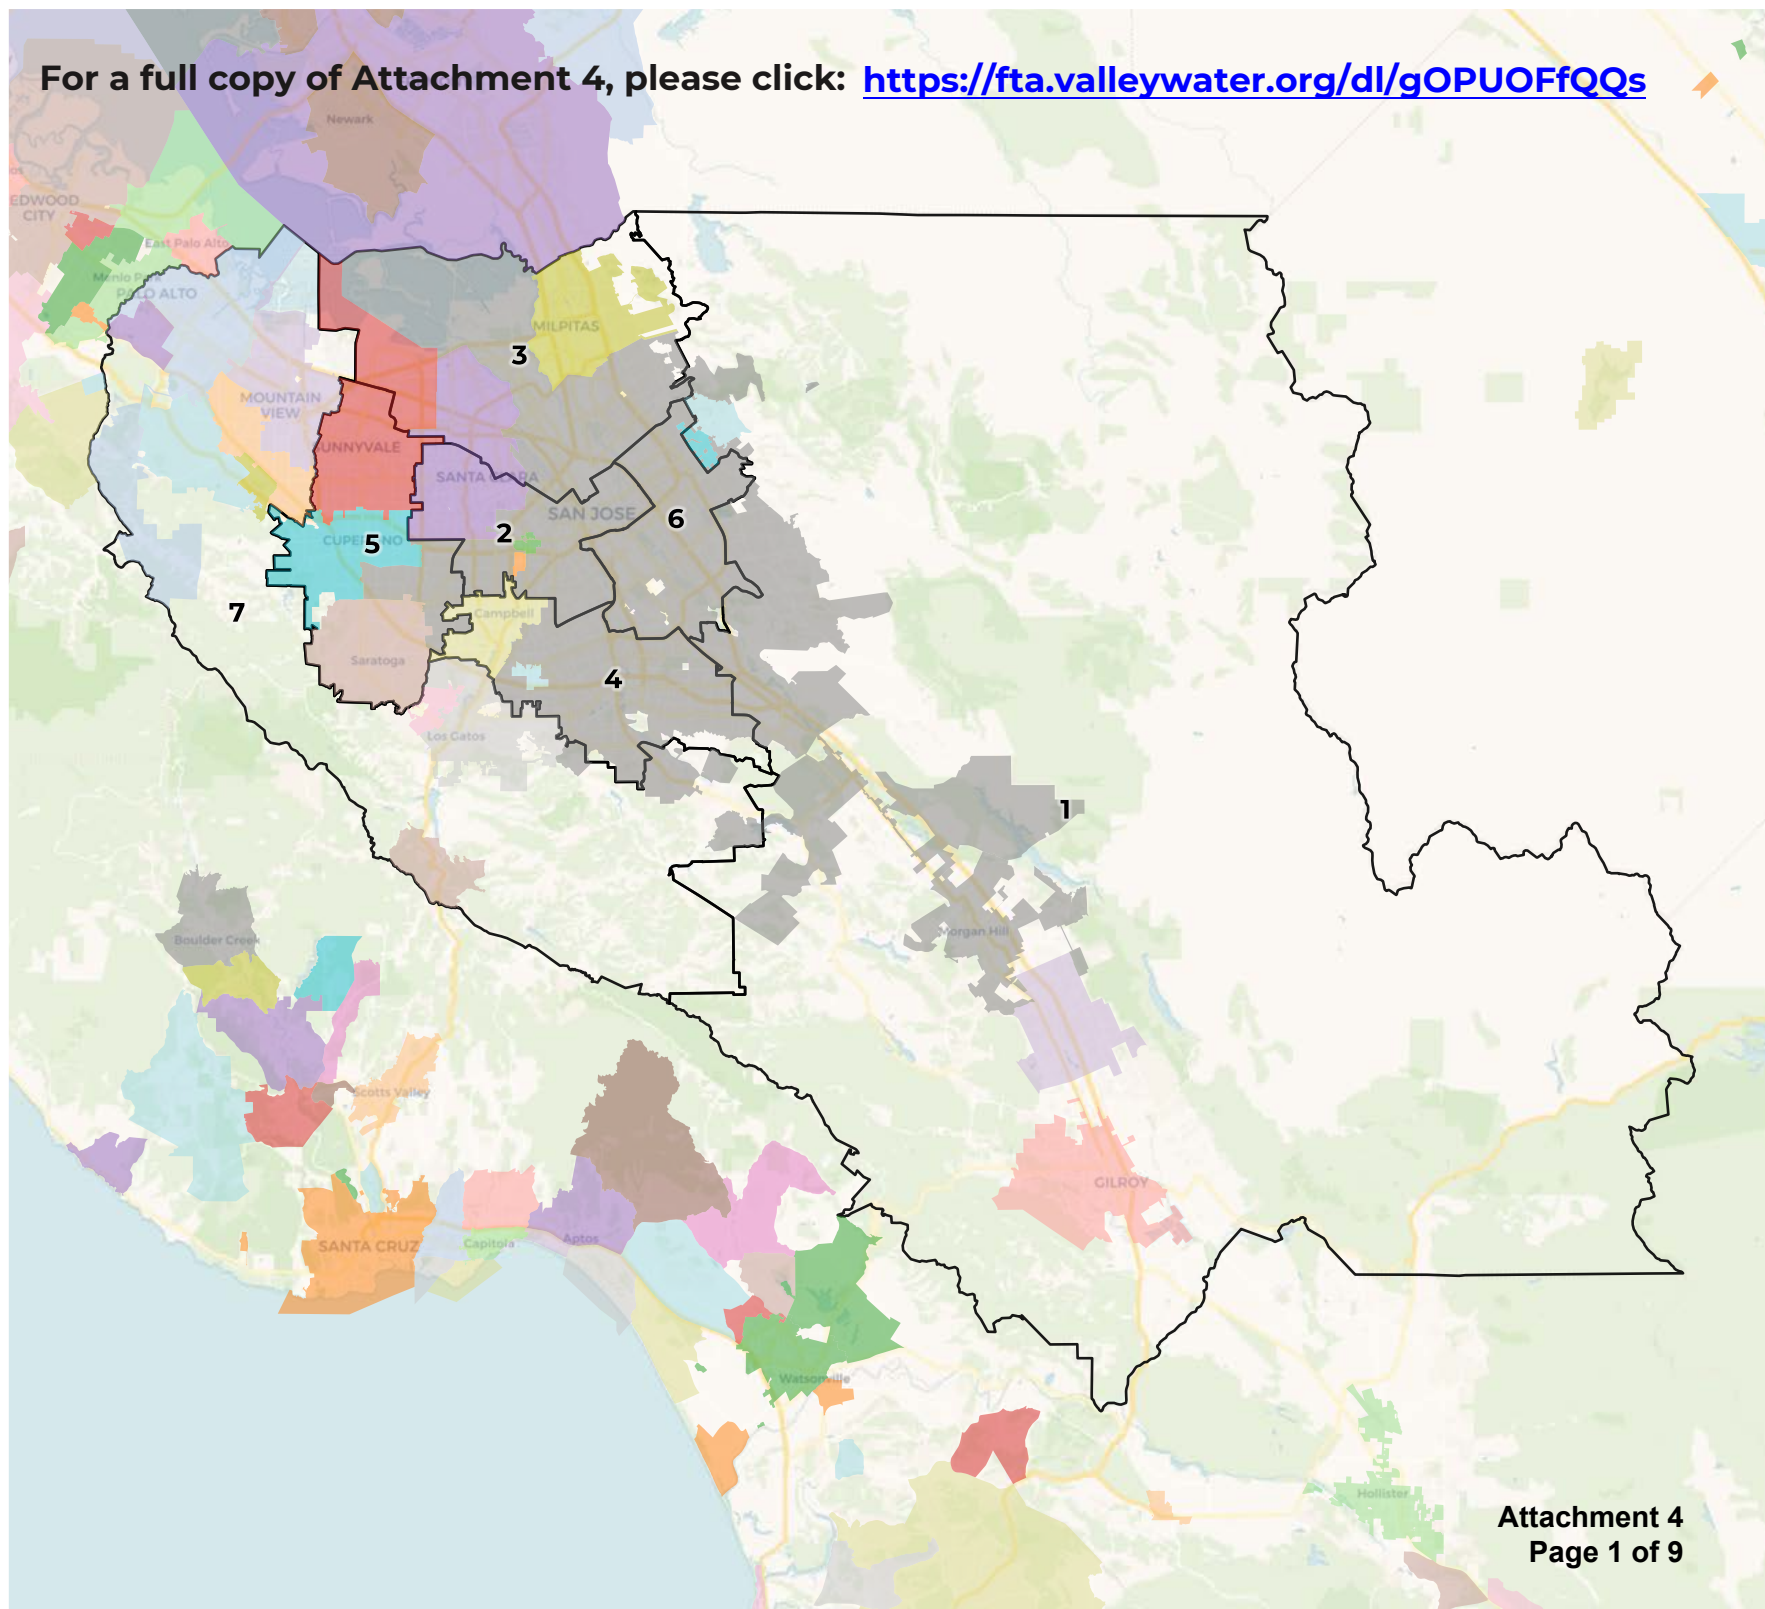 For a full copy of Attachment 4, please click: https://fta.valleywater.org/dl/gOPUOFfQQs
Newark
EDWOOD
CITY
East Palo Alto
Menlo Park
PALO ALTO
MILPITAS
3
MOUNTAIN
VIEW
UNNYVALE
SANTA CLARA
SAN JOSE
6
2
CUPERTINO
5
7
Campbell
Saratoga
4
Los Gatos
1
Boulder Creek
Morgan Hill
Scotts Valley
GILROY
SANTA CRUZ
Capitola
Aptos
Watsonville
Hollister
Attachment 4
Page 1 of 9